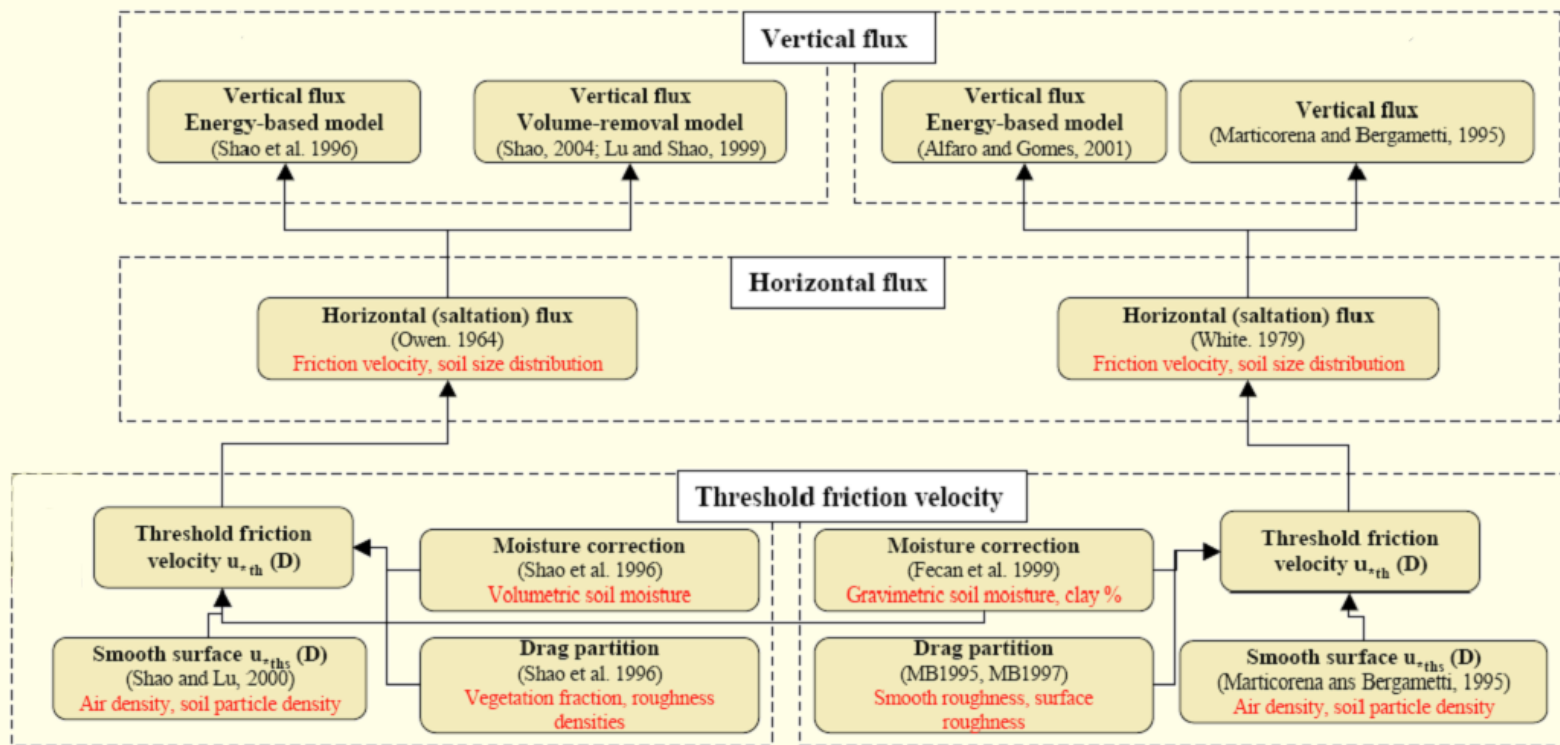 Vertical flux
Vertical flux
Energy-based model
(Shao et al. 1996)
Vertical flux
Volume-removal model
(Shao, 2004; Lu and Shao, 1999)
Vertical flux
Energy-based model
(Alfaro and Gomes, 2001)
Vertical flux
(Marticorena and Bergametti, 1995)
Horizontal flux
Horizontal (saltation) flux
(Owen. 1964)
Friction velocity, soil size distribution
Horizontal (saltation) flux
(White. 1979)
Friction velocity, soil size distribution
Threshold friction velocity
Threshold friction
velocity u*th (D)
Moisture correction
(Shao et al. 1996)
Volumetric soil moisture
Moisture correction
(Fecan et al. 1999)
Gravimetric soil moisture, clay %
Threshold friction
velocity u*th (D)
Smooth surface u*ths (D)
(Shao and Lu, 2000)
Air density, soil particle density
Drag partition
(Shao et al. 1996)
Vegetation fraction, roughness
densities
Drag partition
(MB1995, MB1997)
Smooth roughness, surface
roughness
Smooth surface u*ths (D)
(Marticorena ans Bergametti, 1995)
Air density, soil particle density